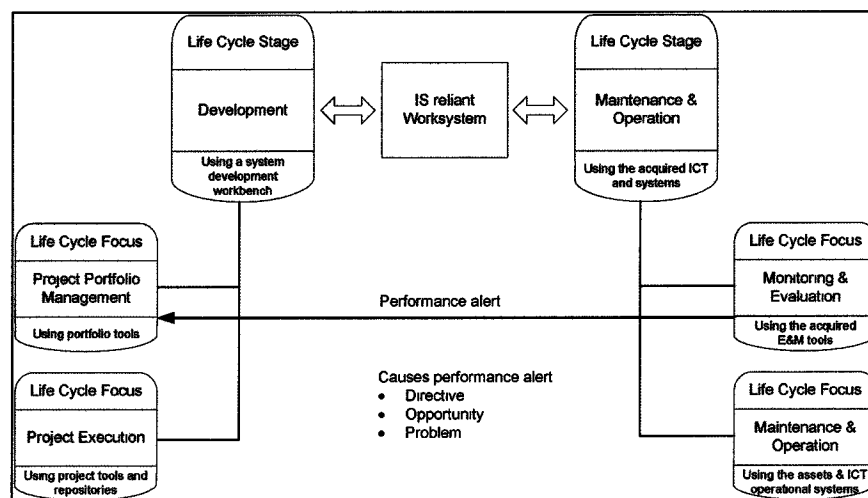 Life Cycle Stage
Development
Using a system
development
workbench
IS reliant
Worksystem
Life Cycle Stage
Maintenance &
Operation
Using the acquired ICT
and systems
Life Cycle Focus
Project Portfolio
Management
Using portfolio tools
Performance alert
Life Cycle Focus
Monitoring &
Evaluation
Using the acquired
E&M tools
Life Cycle Focus
Project Execution
Using project tools and
repositories
Causes performance alert
• Directive
• Opportunity
• Problem
Life Cycle Focus
Maintenance &
Operation
Using the assets & ICT
operational systems